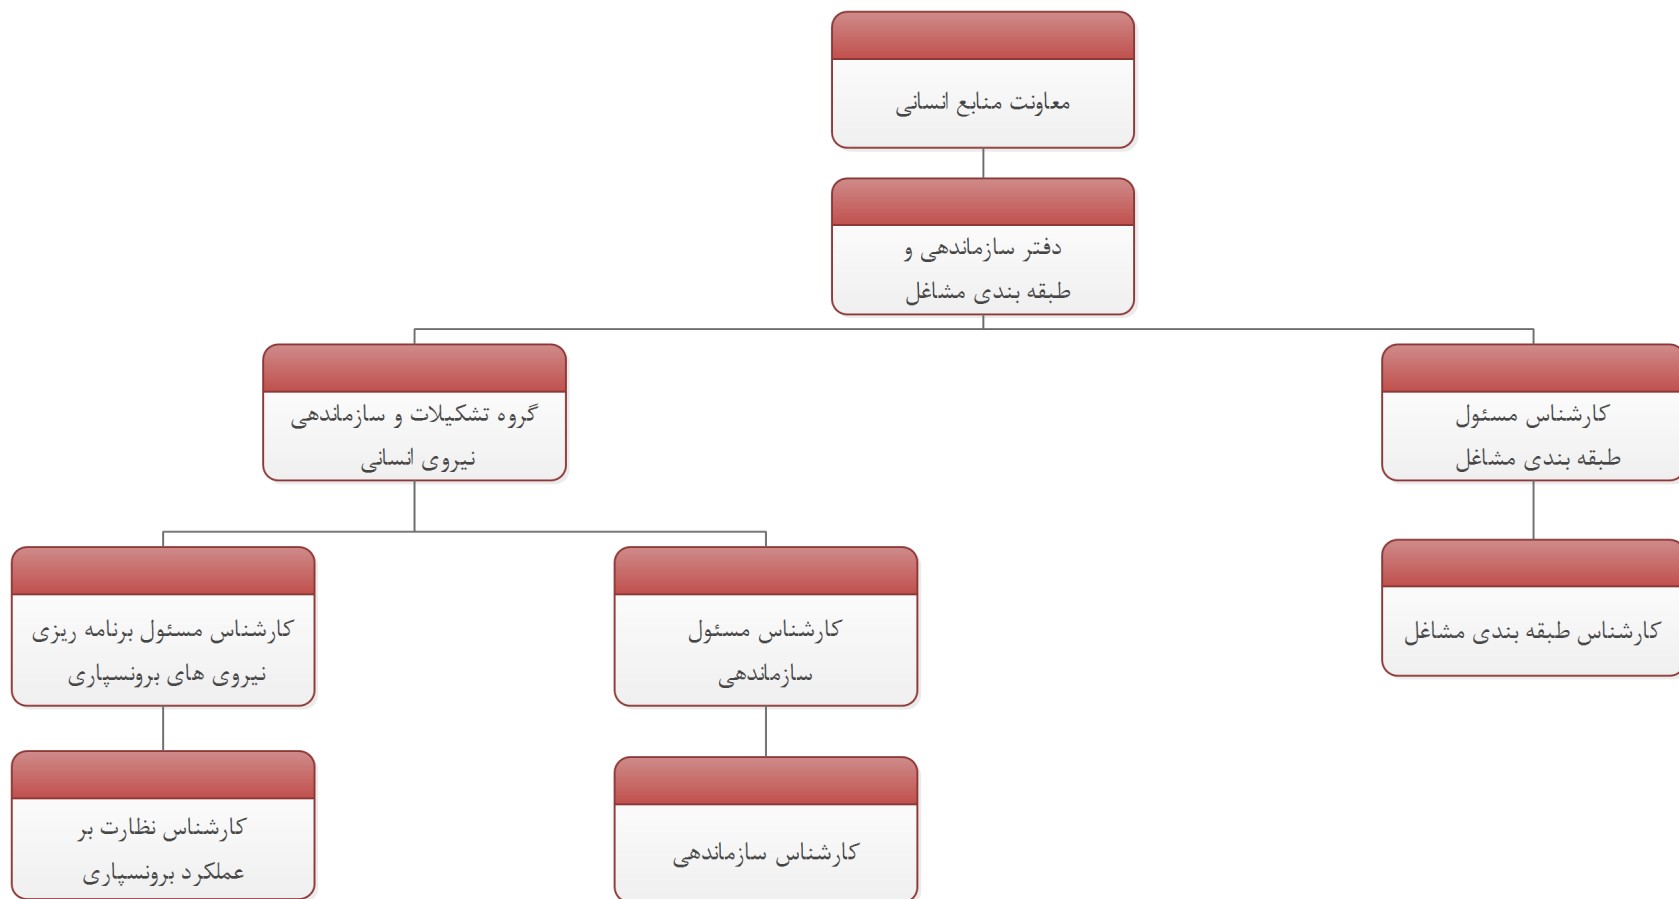 معاونت منابع انسانی
دفتر سازماندهی و
طبقه بندی مشاغل
کارشناس مسئول
طبقه بندی مشاغل
گروه تشکیلات و سازماندهی
نیروی انسانی
کارشناس طبقه بندی مشاغل
کارشناس مسئول
سازماندهی
کارشناس مسئول برنامه ریزی
نیروی های برونسپاری
کارشناس سازماندهی
کارشناس نظارت بر
عملکرد برونسپاری